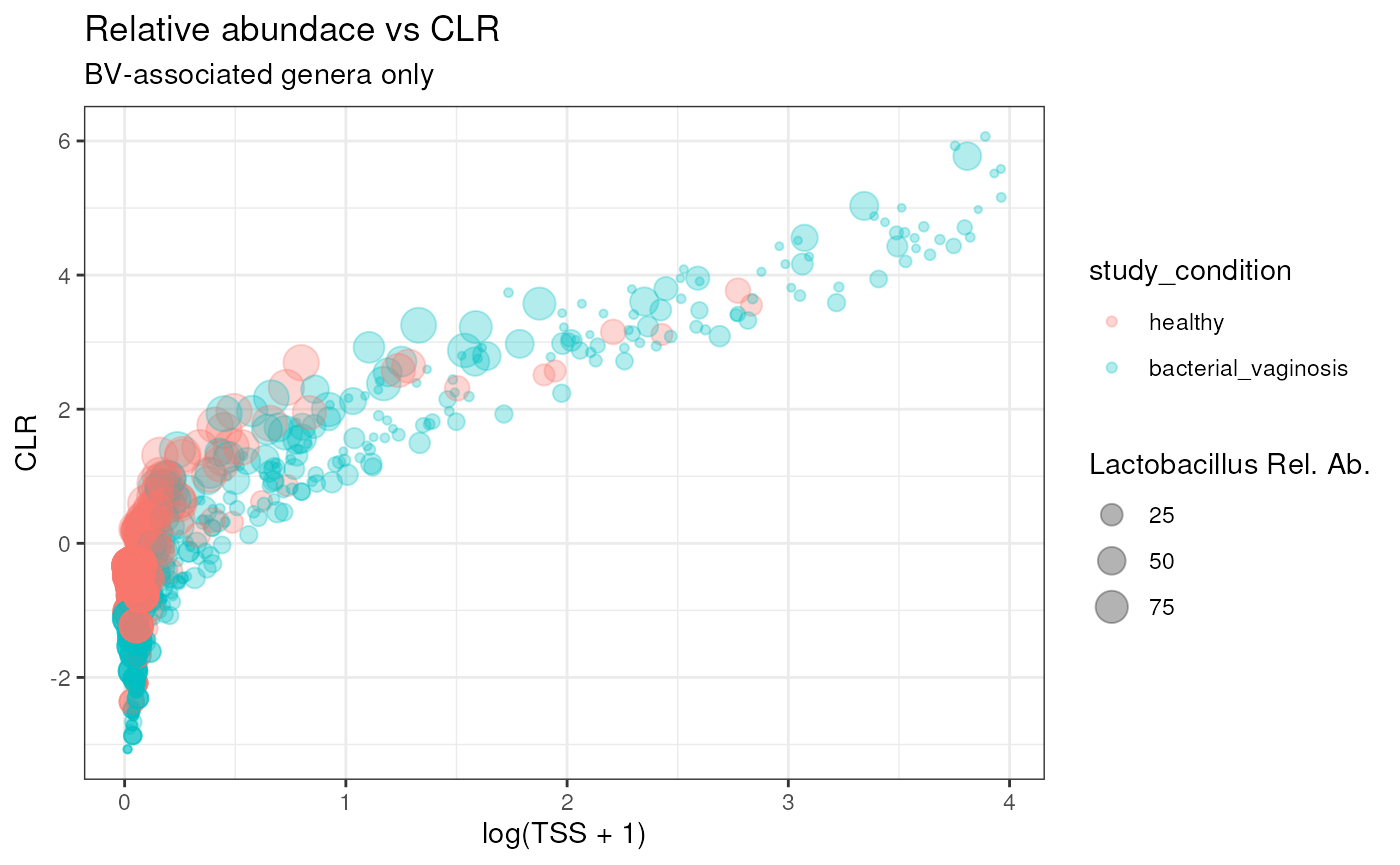 Relative abundace vs CLR
BV-associated genera only
6
4
2
0
-2
CLR
0 1 2 3 4
log(TSS + 1)
study_condition
healthy
bacterial_vaginosis
Lactobacillus Rel. Ab.
25
50
75